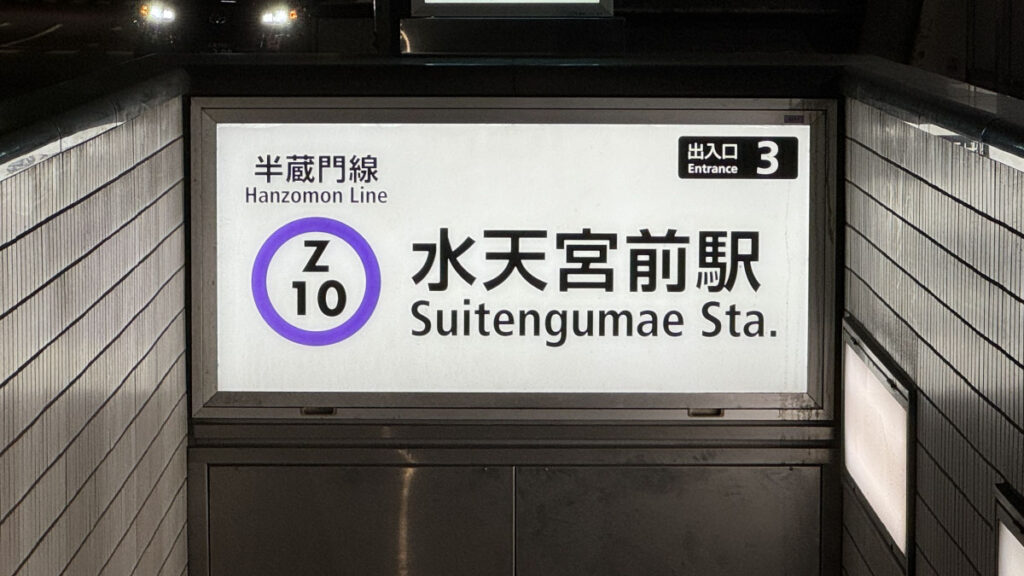 半蔵門線
Hanzomon Line
Z
10
出入口 3
Entrance
水天宮前駅
Suitengumae Sta.